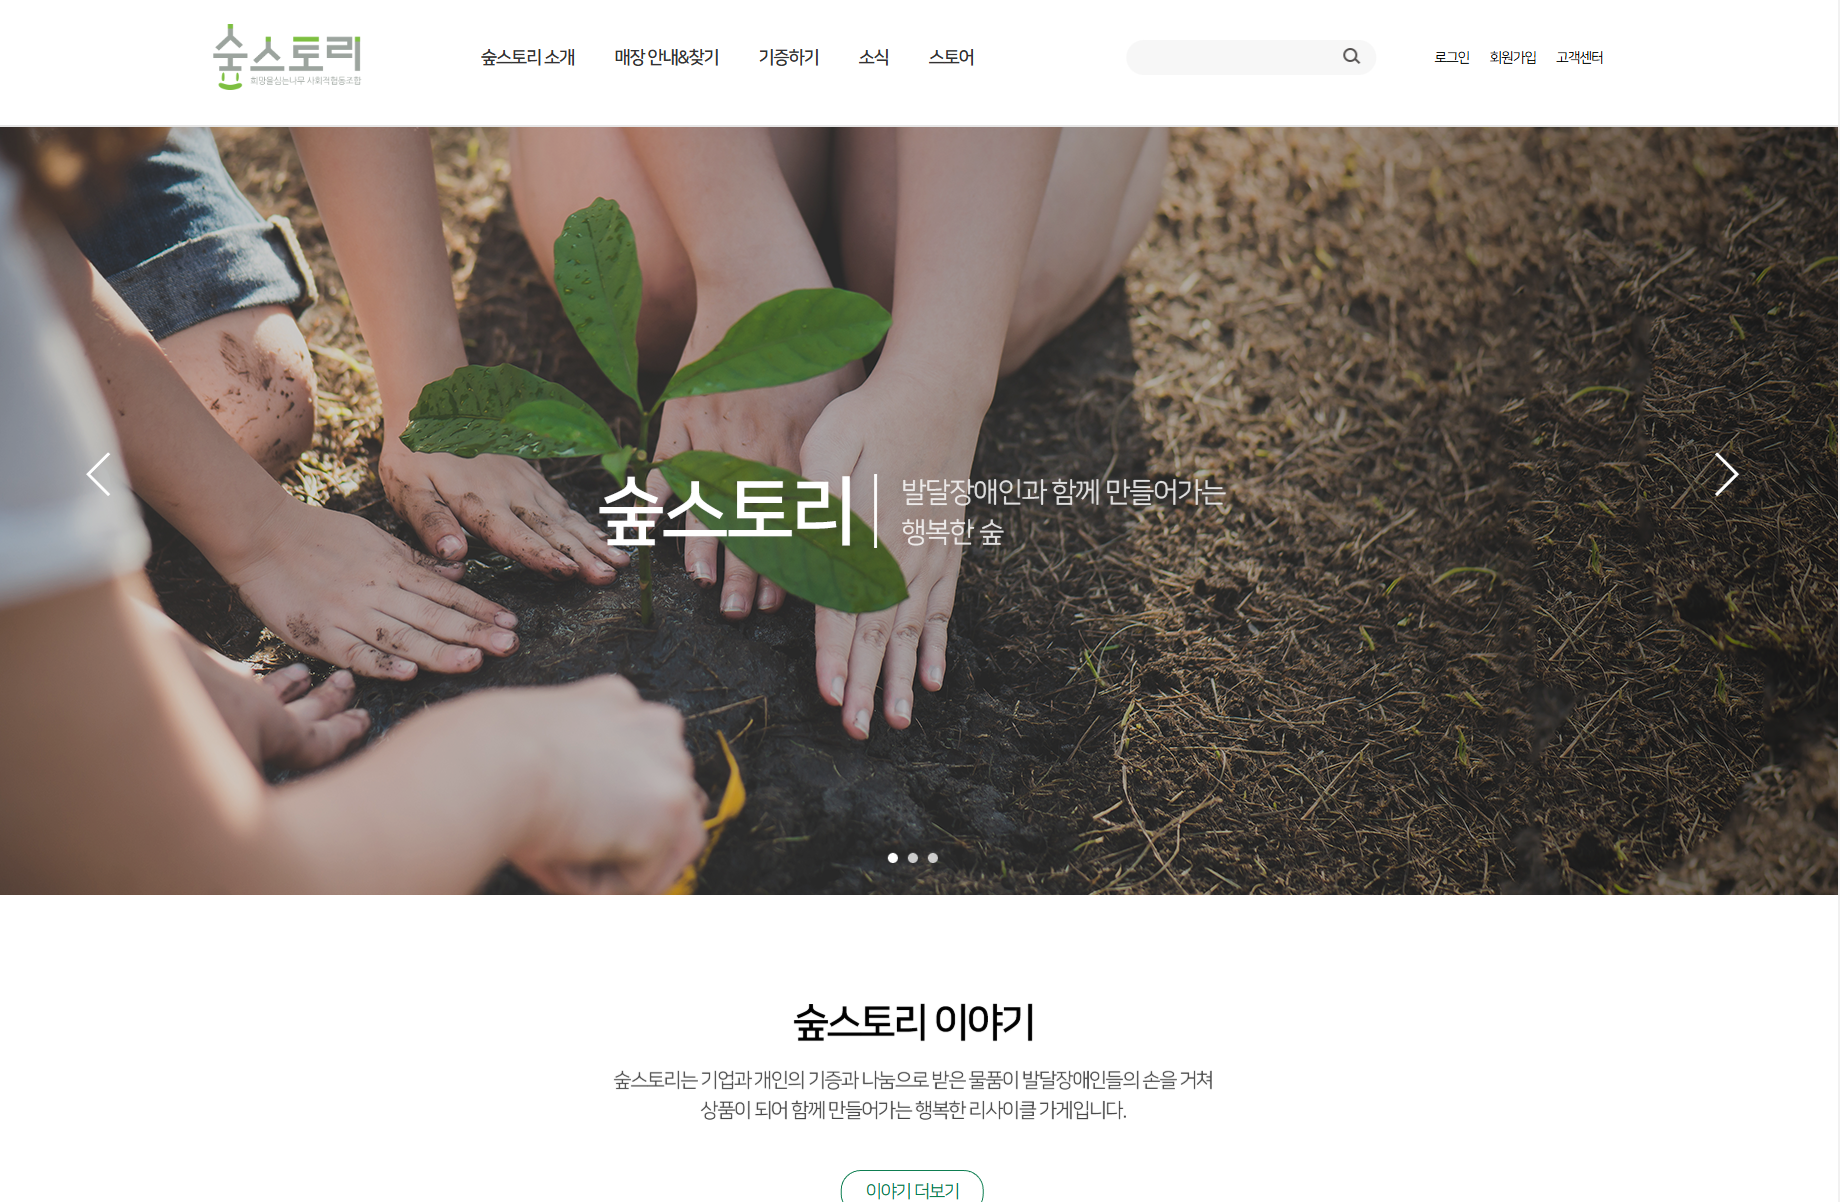 숲스토리
희망을심는나무 사회적협동조합
숲스토리 소개
매장 안내&찾기
기증하기
소식
스토어
로그인
회원가입
고객센터
숲스토리
발달장애인과 함께 만들어가는
행복한 숲
숲스토리 이야기
숲스토리는 기업과 개인의 기증과 나눔으로 받은 물품이 발달장애인들의 손을 거쳐
상품이 되어 함께 만들어가는 행복한 리사이클 가게입니다.
이야기 더보기